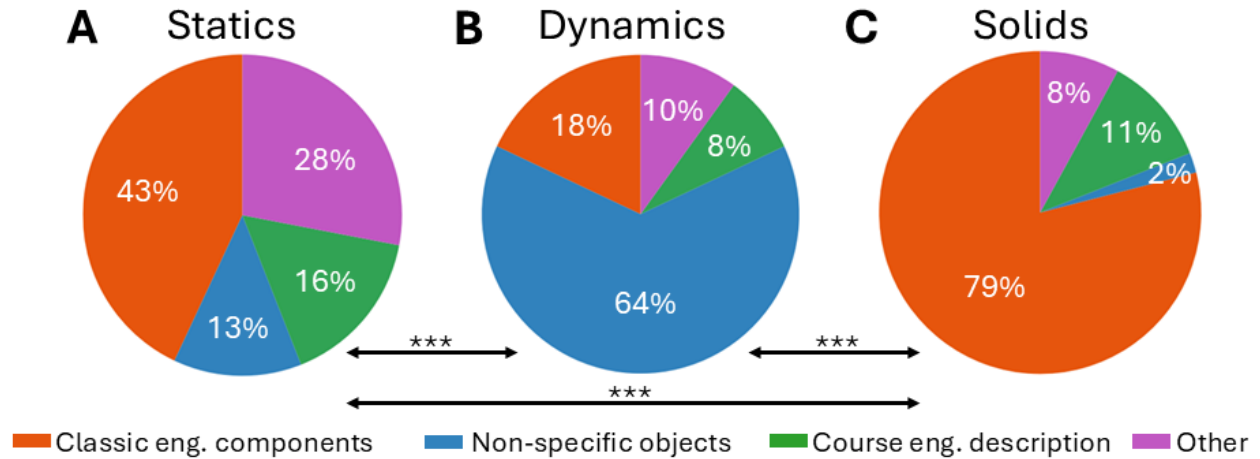 A Statics
B Dynamics
C Solids
43%
28%
16%
13%
18%
10%
8%
64%
8%
11%
2%
79%
***
***
***
Classic eng. components
Non-specific objects
Course eng. description
Other